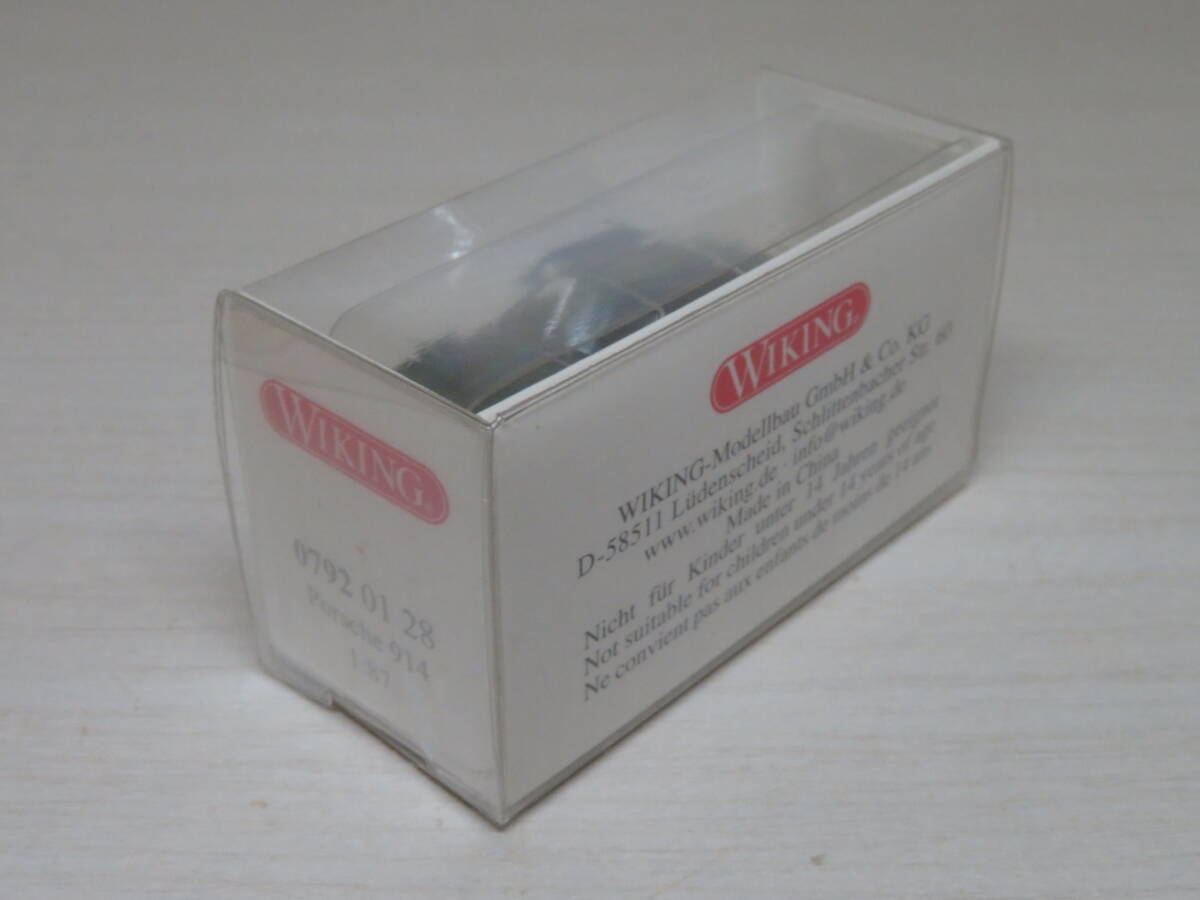 WIKING®
0792 01 28
Porsche 914
1:87
WIKING®
WIKING-Modellbau GmbH & Co. KG
D-58511 Lüdenscheid, Schlittenbacher Str. 60
www.wiking.de · info@wiking.de
Made in China
Nicht für Kinder unter 14 Jahren geeignet
Not suitable for children under 14 years of age
Ne convient pas aux enfants de moins de 14 ans